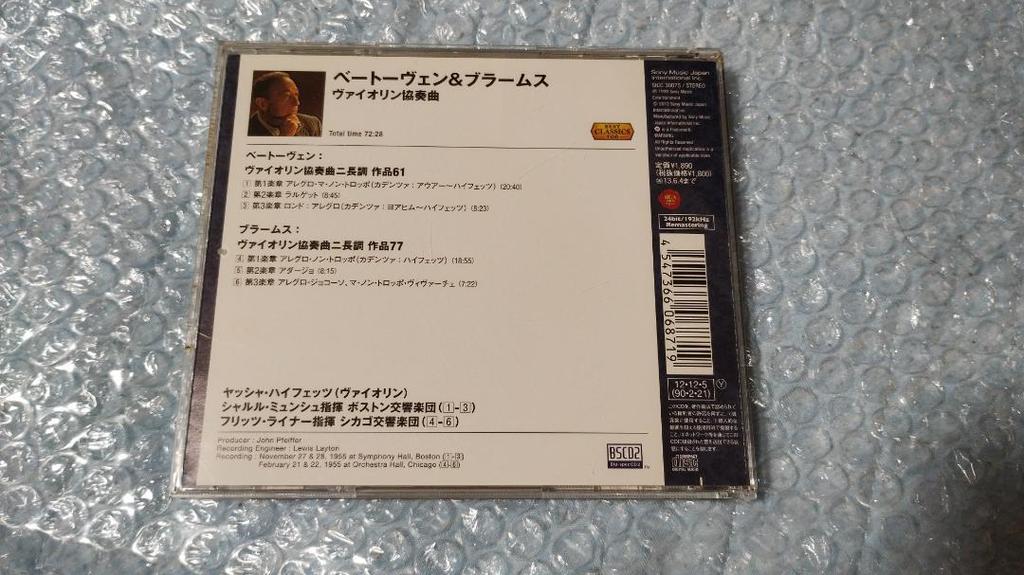 ベートーヴェン&ブラームス
ヴァイオリン協奏曲
Total time 72:28
BEST
CLASSICS
100
ベートーヴェン:
ヴァイオリン協奏曲ニ長調 作品61
1 第1楽章 アレグロ・マ・ノン・トロッポ(カデンツァ:アウアー〜ハイフェッツ) (20:40)
2 第2楽章 ラルゲット (8:45)
3 第3楽章 ロンド:アレグロ(カデンツァ:ヨアヒム〜ハイフェッツ) (8:23)
ブラームス:
ヴァイオリン協奏曲ニ長調 作品77
4 第1楽章 アレグロ・ノン・トロッポ(カデンツァ:ハイフェッツ) (18:55)
5 第2楽章 アダージョ (8:15)
6 第3楽章 アレグロ・ジョコーソ、マ・ノン・トロッポ・ヴィヴァーチェ (7:22)
ヤッシャ・ハイフェッツ(ヴァイオリン)
シャルル・ミュンシュ指揮 ボストン交響楽団(1-3)
フリッツ・ライナー指揮 シカゴ交響楽団(4-6)
Producer : John Pfeiffer
Recording Engineer : Lewis Layton
Recording : November 27 & 28, 1955 at Symphony Hall, Boston (1-3)
February 21 & 22, 1955 at Orchestra Hall, Chicago (4-6)
BSCD2
Blu-spec CD2
Sony Music Japan
International Inc.
STEREO
定価¥1,890
(税抜価格¥1,800)
13.6.4まで
24bit/192kHz
Remastering
4 547366 068719
12・12・5
(90・2・21)
Y
COMPACT
disc
DIGITAL AUDIO